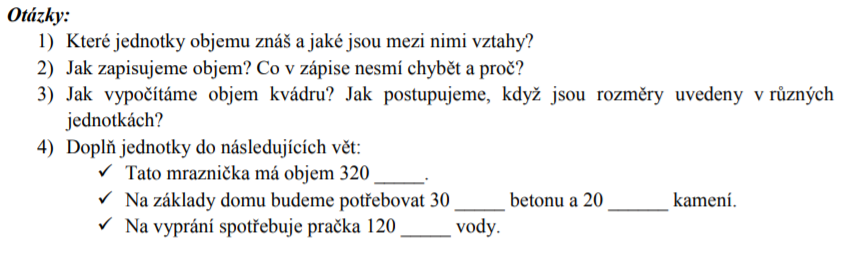 Otázky:
1) Které jednotky objemu znáš a jaké jsou mezi nimi vztahy?
2) Jak zapisujeme objem? Co v zápise nesmí chybět a proč?
3) Jak vypočítáme objem kvádru? Jak postupujeme, když jsou rozměry uvedeny v různých
jednotkách?
4) Doplň jednotky do následujících vět:
✓ Tato mraznička má objem 320 _____.
✓ Na základy domu budeme potřebovat 30 _____ betonu a 20 ______ kamení.
✓ Na vyprání spotřebuje pračka 120 _____ vody.